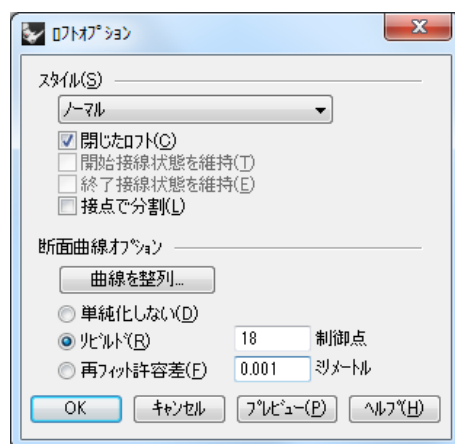 ロフトオプション
スタイル(S)
ノーマル
閉じたロフト(C)
開始接線状態を維持(T)
終了接線状態を維持(E)
接点で分割(L)
断面曲線オプション
曲線を整列...
単純化しない(D)
リビルド(R) 18 制御点
再フィット許容差(F) 0.001 ミリメートル
OK キャンセル プレビュー(P) ヘルプ(H)